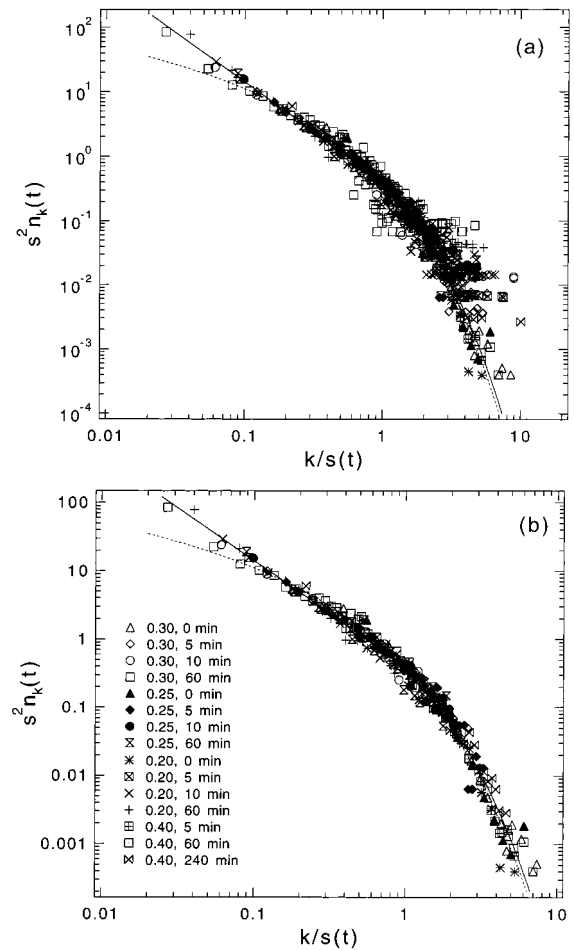 (a)
10²
10¹
10⁰
10⁻¹
10⁻²
10⁻³
10⁻⁴
s²nₖ(t)
0.01
0.1
1
10
k/s(t)
(b)
100
10
1
0.1
0.01
0.001
s²nₖ(t)
0.30, 0 min
0.30, 5 min
0.30, 10 min
0.30, 60 min
0.25, 0 min
0.25, 5 min
0.25, 10 min
0.25, 60 min
0.20, 0 min
0.20, 5 min
0.20, 10 min
0.20, 60 min
0.40, 5 min
0.40, 60 min
0.40, 240 min
0.01
0.1
1
10
k/s(t)